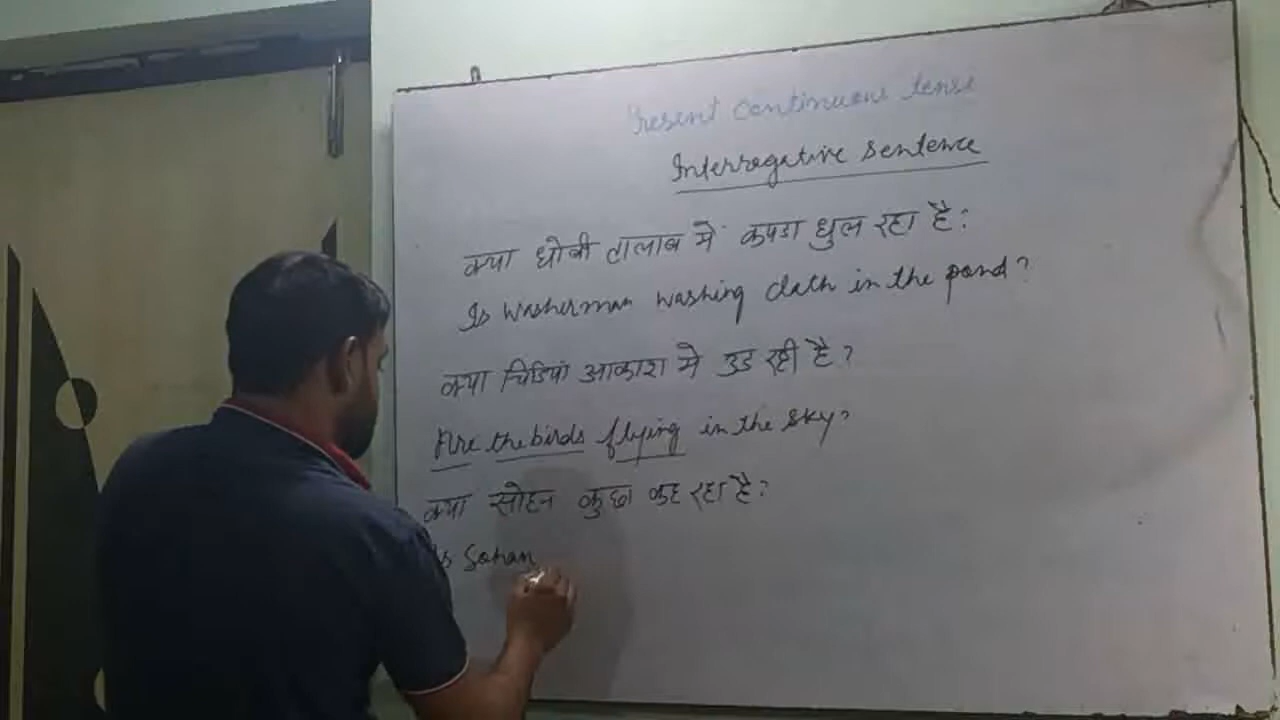 Present Continuous tense
Interrogative Sentence
क्या धोबी तालाब में कपडा धुल रहा है?
Is washerman washing cloth in the pond?
क्या चिडियां आकाश मे उड रही है?
Are the birds flying in the sky?
क्या सोहन कुछ कह रहा है?
Is Sohan